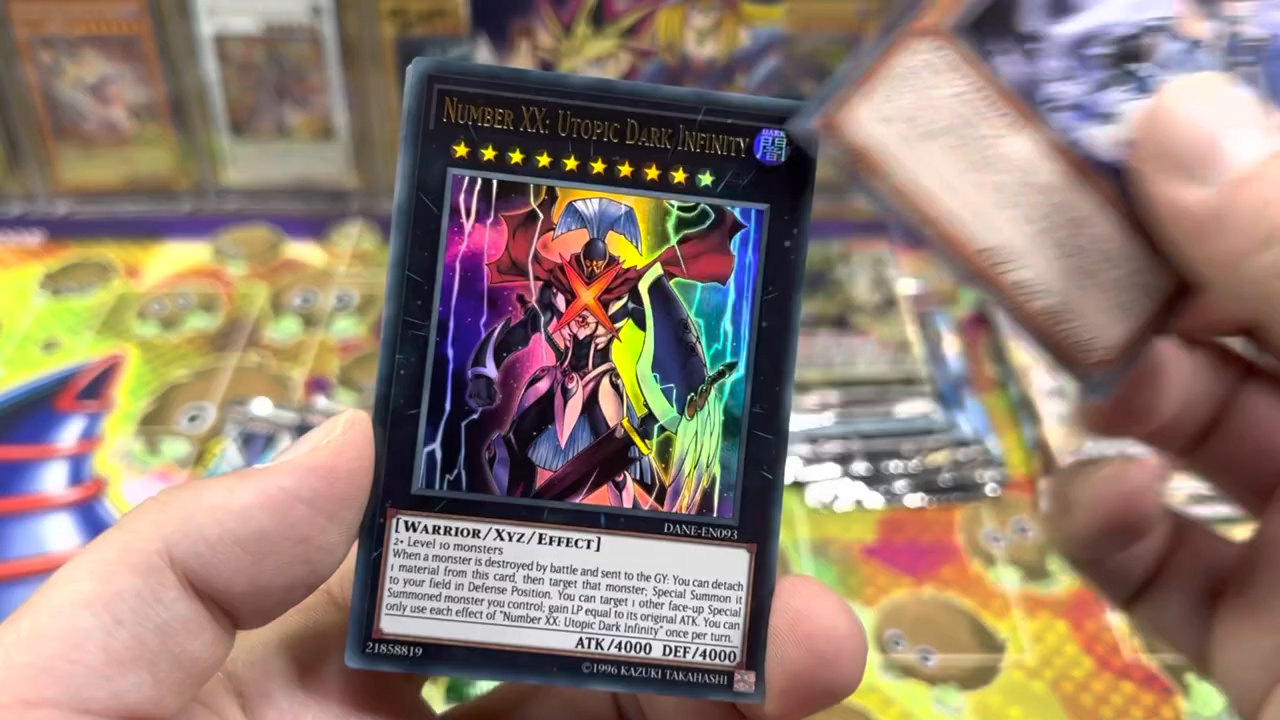 NUMBER XX: UTOPIC DARK INFINITY
DARK
闇
DANE-EN093
[WARRIOR/XYZ/EFFECT]
2+ Level 10 monsters
When a monster is destroyed by battle and sent to the GY: You can detach
1 material from this card, then target that monster; Special Summon it
to your field in Defense Position. You can target 1 other face-up Special
Summoned monster you control; gain LP equal to its original ATK. You can
only use each effect of "Number XX: Utopic Dark Infinity" once per turn.
ATK/4000 DEF/4000
21858819
©1996 KAZUKI TAKAHASHI